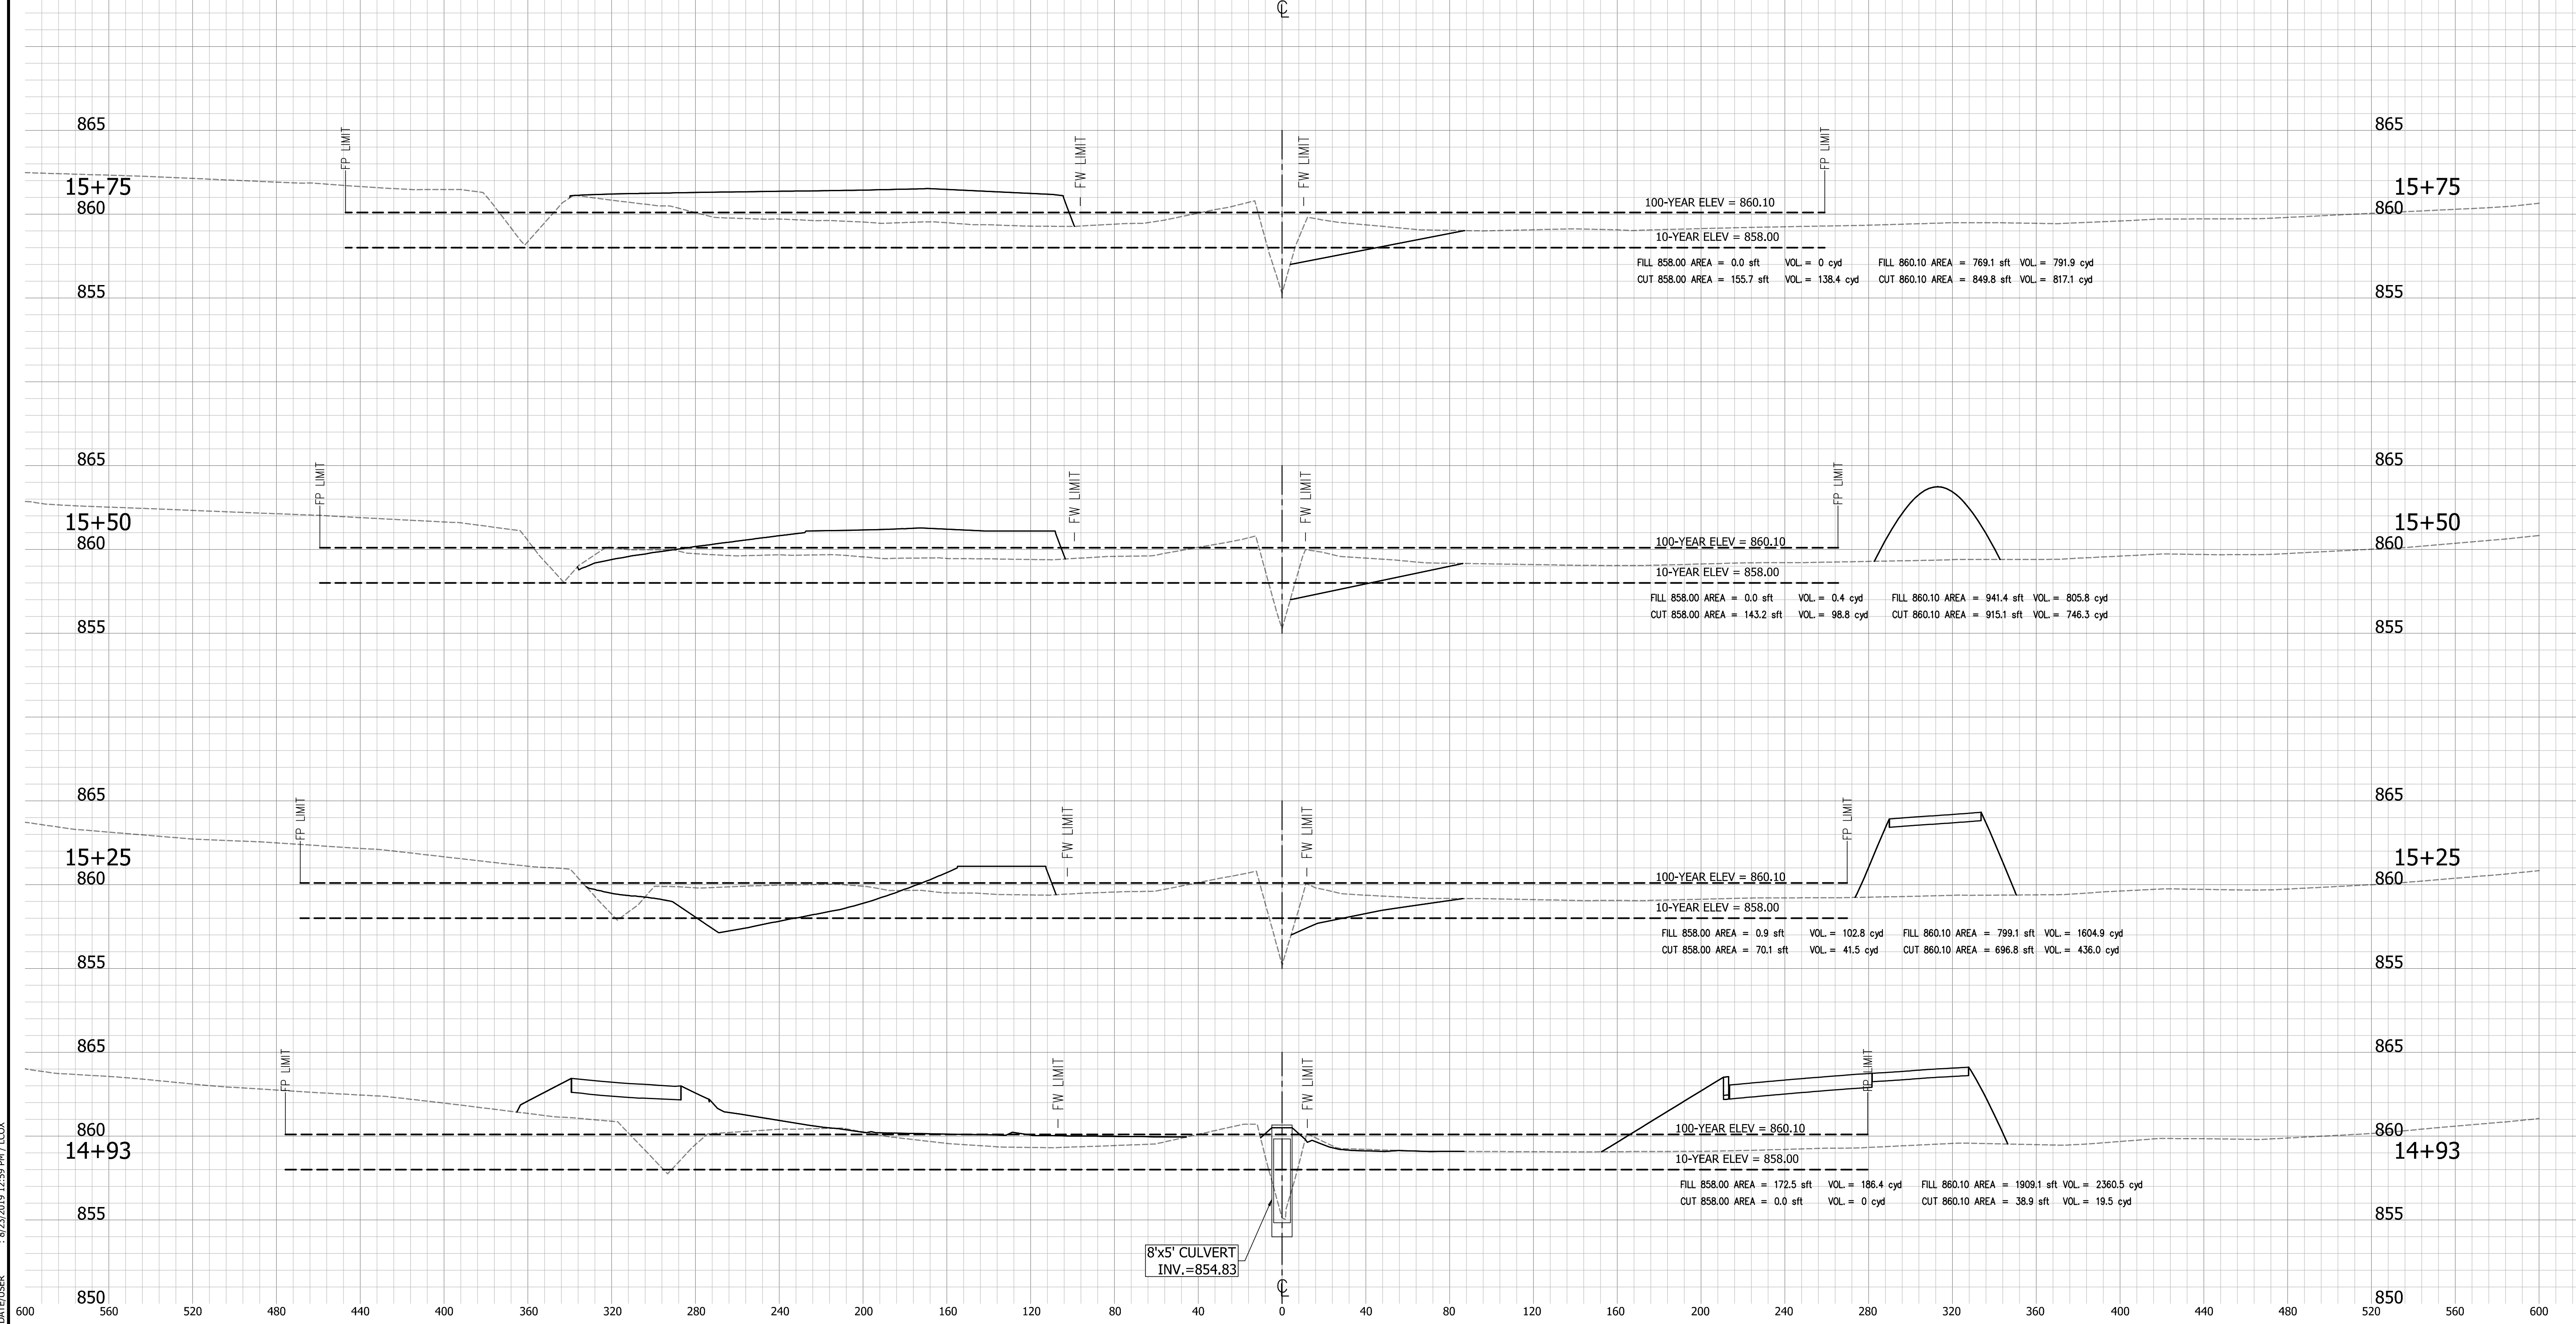 ℄
865 865
FP LIMIT FW LIMIT FW LIMIT FP LIMIT
15+75 15+75
860 100-YEAR ELEV = 860.10 860
10-YEAR ELEV = 858.00
FILL 858.00 AREA = 0.0 sft VOL. = 0 cyd FILL 860.10 AREA = 769.1 sft VOL. = 791.9 cyd
CUT 858.00 AREA = 155.7 sft VOL. = 138.4 cyd CUT 860.10 AREA = 849.8 sft VOL. = 817.1 cyd
855 855
865 865
FP LIMIT FW LIMIT FW LIMIT FP LIMIT
15+50 15+50
860 100-YEAR ELEV = 860.10 860
10-YEAR ELEV = 858.00
FILL 858.00 AREA = 0.0 sft VOL. = 0.4 cyd FILL 860.10 AREA = 941.4 sft VOL. = 805.8 cyd
CUT 858.00 AREA = 143.2 sft VOL. = 98.8 cyd CUT 860.10 AREA = 915.1 sft VOL. = 746.3 cyd
855 855
865 865
FP LIMIT FW LIMIT FW LIMIT FP LIMIT
15+25 15+25
860 100-YEAR ELEV = 860.10 860
10-YEAR ELEV = 858.00
FILL 858.00 AREA = 0.9 sft VOL. = 102.8 cyd FILL 860.10 AREA = 799.1 sft VOL. = 1604.9 cyd
CUT 858.00 AREA = 70.1 sft VOL. = 41.5 cyd CUT 860.10 AREA = 696.8 sft VOL. = 436.0 cyd
855 855
865 865
FP LIMIT FW LIMIT FW LIMIT FP LIMIT
860 100-YEAR ELEV = 860.10 860
14+93 14+93
10-YEAR ELEV = 858.00
FILL 858.00 AREA = 172.5 sft VOL. = 186.4 cyd FILL 860.10 AREA = 1909.1 sft VOL. = 2360.5 cyd
CUT 858.00 AREA = 0.0 sft VOL. = 0 cyd CUT 860.10 AREA = 38.9 sft VOL. = 19.5 cyd
855 855
8'x5' CULVERT
INV.=854.83
℄
850 850
600 560 520 480 440 400 360 320 280 240 200 160 120 80 40 0 40 80 120 160 200 240 280 320 360 400 440 480 520 560 600
DATE/USER : 8/23/2019 12:59 PM / LCOX